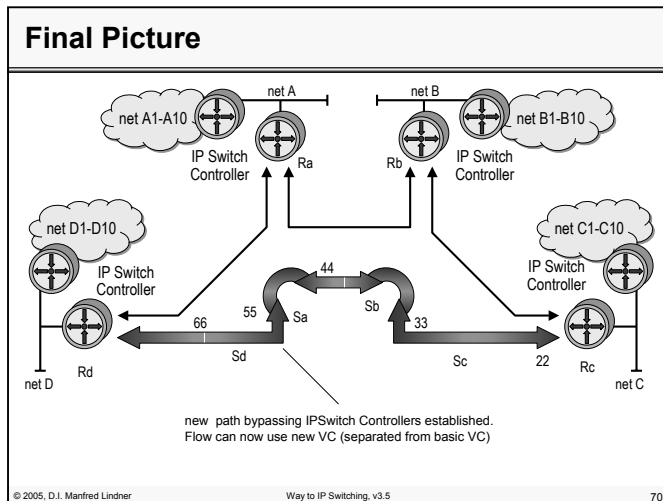 Final Picture
net A
net B
net A1-A10
net B1-B10
IP Switch
Controller
Ra
Rb
IP Switch
Controller
net D1-D10
net C1-C10
IP Switch
Controller
IP Switch
Controller
44
55
Sa
Sb
33
66
Sd
Sc
22
Rd
Rc
net D
net C
new path bypassing IPSwitch Controllers established.
Flow can now use new VC (separated from basic VC)
© 2005, D.I. Manfred Lindner
Way to IP Switching, v3.5
70